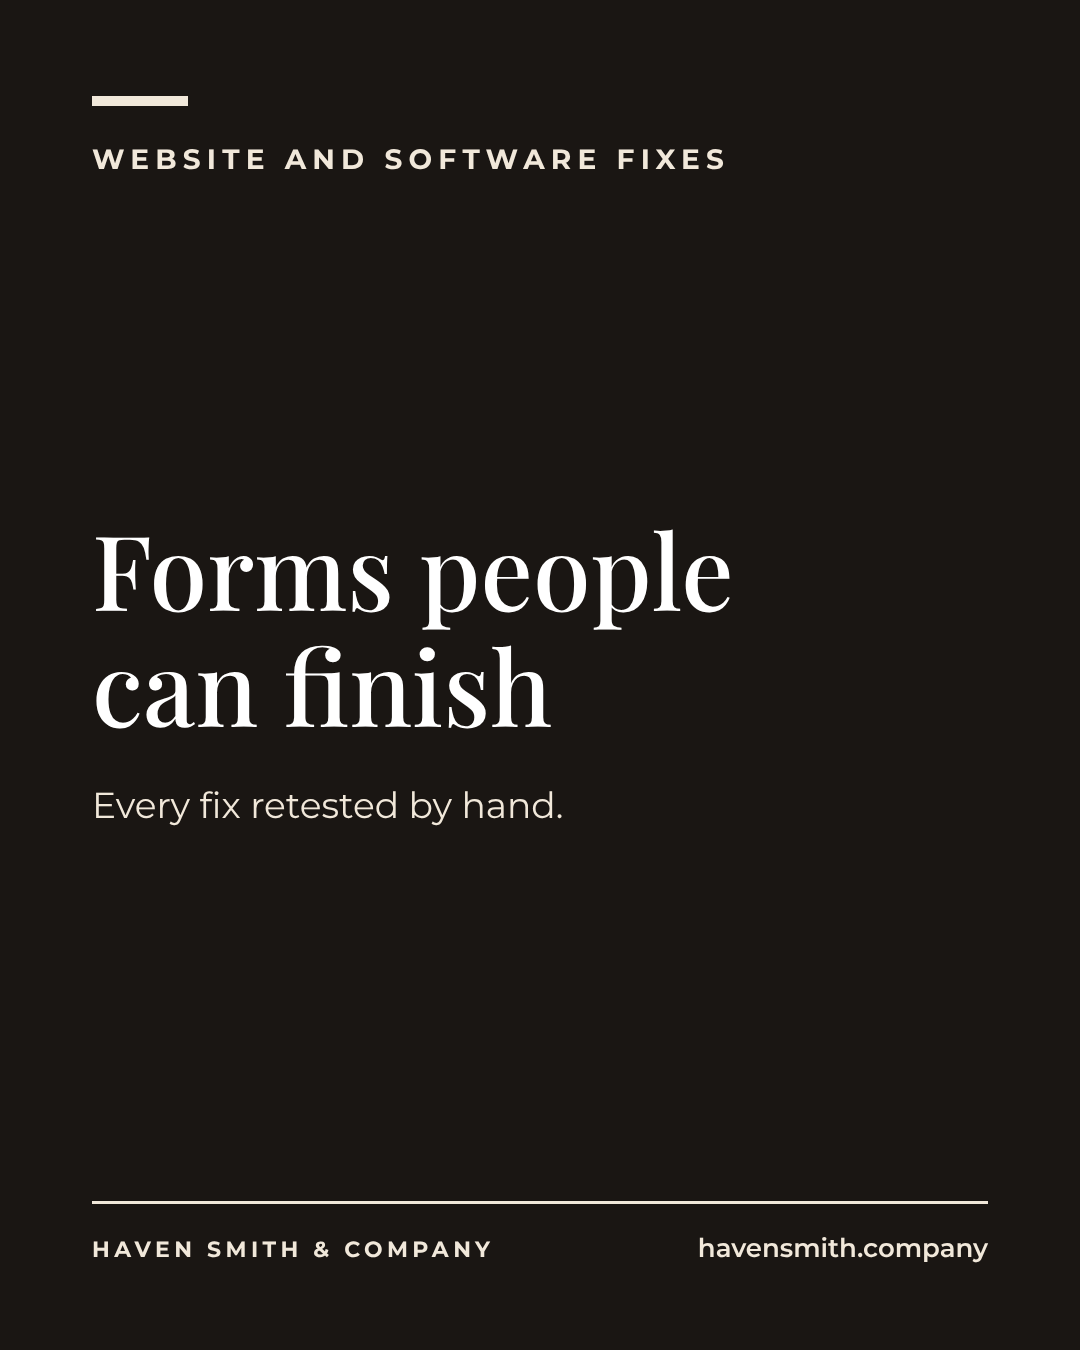 WEBSITE AND SOFTWARE FIXES
Forms people
can finish
Every fix retested by hand.
HAVEN SMITH & COMPANY
havensmith.company